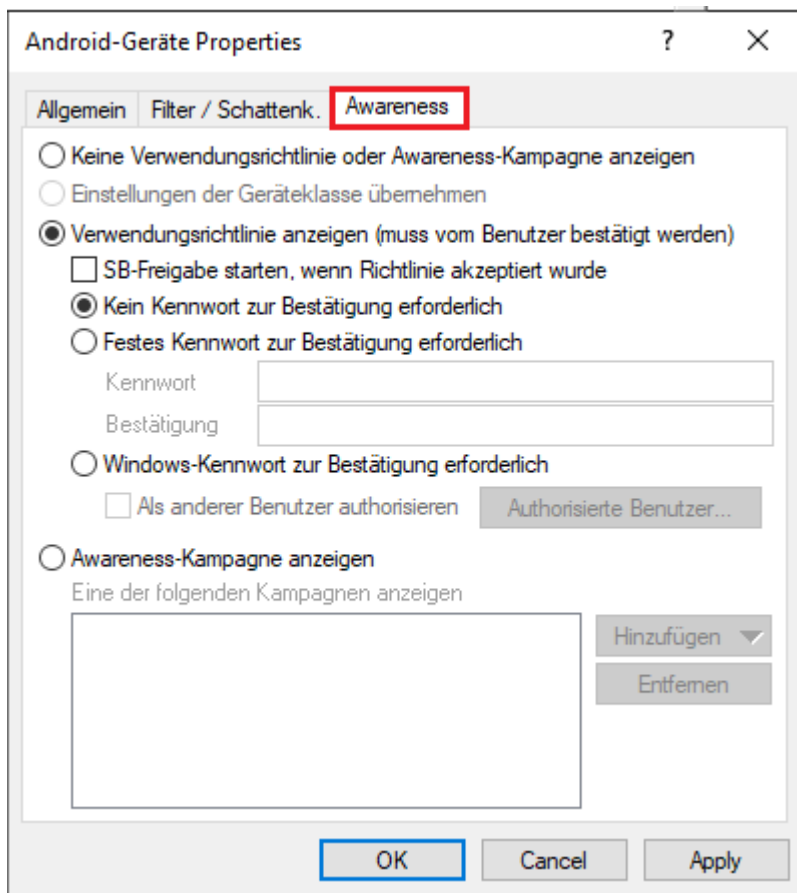 Android-Geräte Properties ? ×
Allgemein Filter / Schattenk. Awareness
Keine Verwendungsrichtlinie oder Awareness-Kampagne anzeigen
Einstellungen der Geräteklasse übernehmen
Verwendungsrichtlinie anzeigen (muss vom Benutzer bestätigt werden)
SB-Freigabe starten, wenn Richtlinie akzeptiert wurde
Kein Kennwort zur Bestätigung erforderlich
Festes Kennwort zur Bestätigung erforderlich
Kennwort
Bestätigung
Windows-Kennwort zur Bestätigung erforderlich
Als anderer Benutzer authorisieren Authorisierte Benutzer...
Awareness-Kampagne anzeigen
Eine der folgenden Kampagnen anzeigen
Hinzufügen
Entfernen
OK Cancel Apply